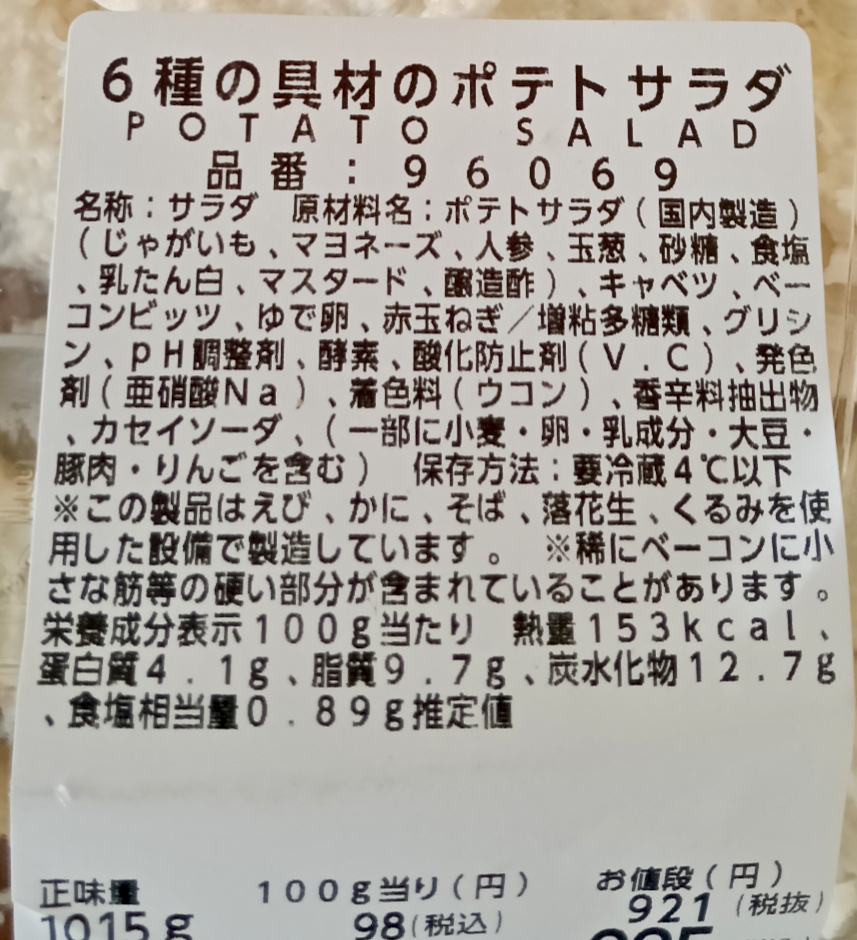 6種の具材のポテトサラダ
POTATO SALAD
品番：96069
名称：サラダ 原材料名：ポテトサラダ（国内製造）
（じゃがいも、マヨネーズ、人参、玉葱、砂糖、食塩
、乳たん白、マスタード、醸造酢）、キャベツ、ベー
コンビッツ、ゆで卵、赤玉ねぎ／増粘多糖類、グリシ
ン、pH調整剤、酵素、酸化防止剤（V．C）、発色
剤（亜硝酸Na）、着色料（ウコン）、香辛料抽出物
、カセイソーダ、（一部に小麦・卵・乳成分・大豆・
豚肉・りんごを含む） 保存方法：要冷蔵4℃以下
※この製品はえび、かに、そば、落花生、くるみを使
用した設備で製造しています。 ※稀にベーコンに小
さな筋等の硬い部分が含まれていることがあります。
栄養成分表示100g当たり 熱量153kcal、
蛋白質4．1g、脂質9．7g、炭水化物12．7g
、食塩相当量0．89g推定値
正味量 100g当り（円） お値段（円）
1015g 98(税込) 921 (税抜)